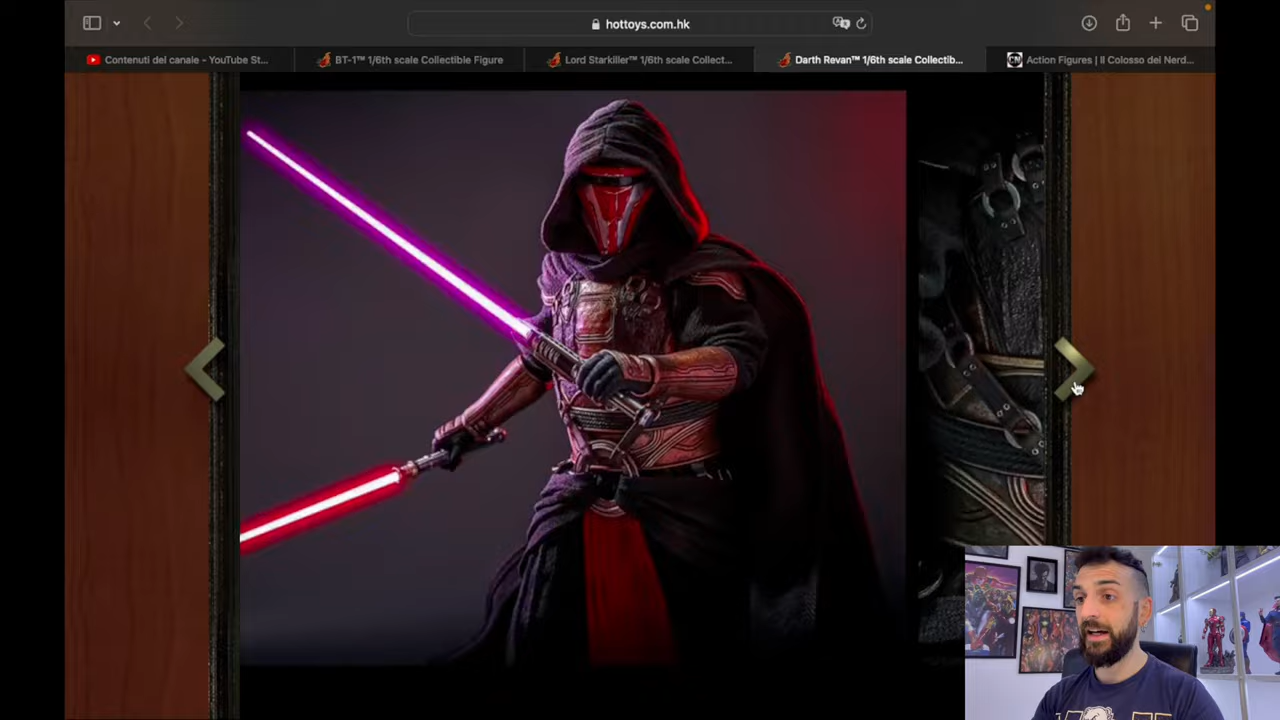 hottoys.com.hk
Contenuti del canale - YouTube St...
BT-1™ 1/6th scale Collectible Figure
Lord Starkiller™ 1/6th scale Collect...
Darth Revan™ 1/6th scale Collectib...
CN Action Figures | Il Colosso del Nerd...